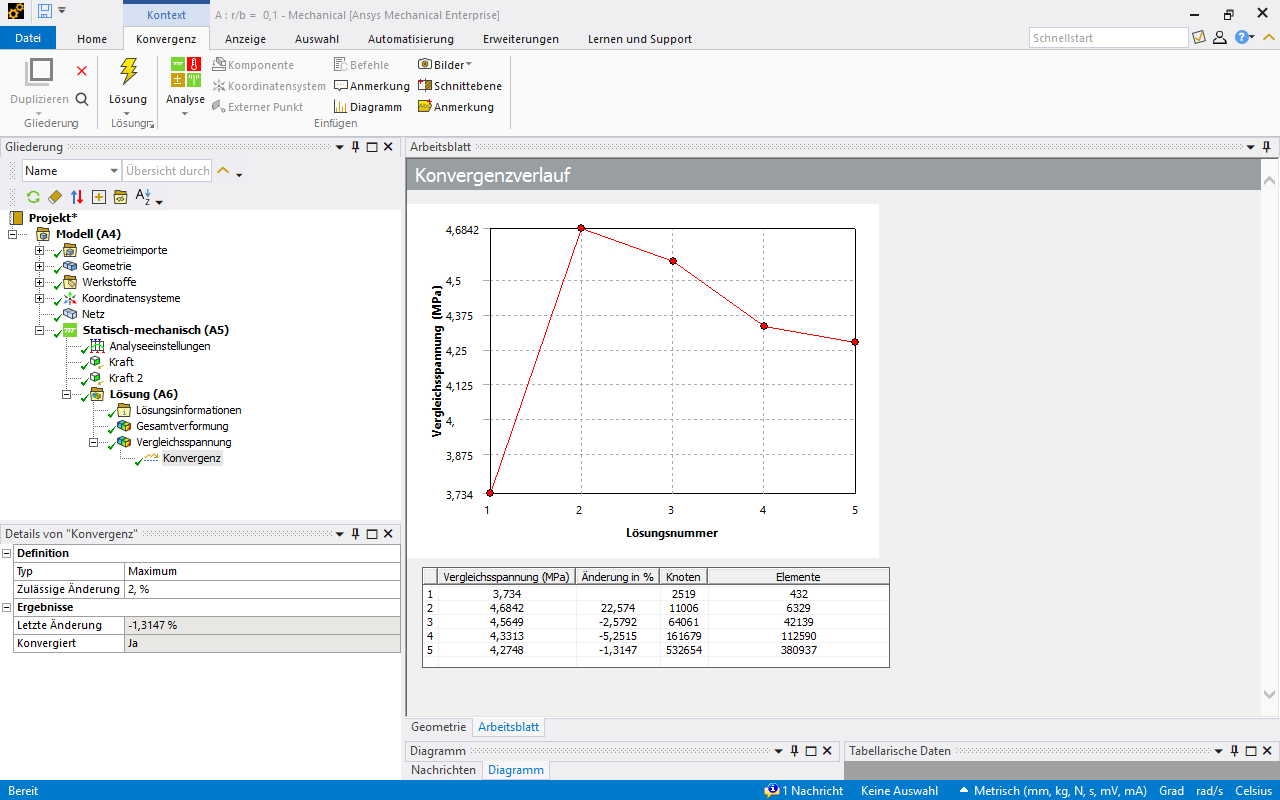 Kontext
A : r/b = 0,1 - Mechanical [Ansys Mechanical Enterprise]
Datei Home Konvergenz Anzeige Auswahl Automatisierung Erweiterungen Lernen und Support Schnellstart
Duplizieren
Gliederung
Lösung
Lösung
Analyse
Komponente
Koordinatensystem
Externer Punkt
Befehle
Anmerkung
Diagramm
Bilder
Schnittebene
Anmerkung
Einfügen
Gliederung
Name Übersicht durch
Projekt*
Modell (A4)
Geometrieimporte
Geometrie
Werkstoffe
Koordinatensysteme
Netz
Statisch-mechanisch (A5)
Analyseeinstellungen
Kraft
Kraft 2
Lösung (A6)
Lösungsinformationen
Gesamtverformung
Vergleichsspannung
Konvergenz
Details von "Konvergenz"
Definition
Typ Maximum
Zulässige Änderung 2, %
Ergebnisse
Letzte Änderung -1,3147 %
Konvergiert Ja
Arbeitsblatt
Konvergenzverlauf
Vergleichsspannung (MPa)
4,6842
4,5
4,375
4,25
4,125
4,
3,875
3,734
1 2 3 4 5
Lösungsnummer
Vergleichsspannung (MPa) Änderung in % Knoten Elemente
1 3,734 2519 432
2 4,6842 22,574 11006 6329
3 4,5649 -2,5792 64061 42139
4 4,3313 -5,2515 161679 112590
5 4,2748 -1,3147 532654 380937
Geometrie Arbeitsblatt
Diagramm
Nachrichten Diagramm
Tabellarische Daten
Bereit 1 Nachricht Keine Auswahl Metrisch (mm, kg, N, s, mV, mA) Grad rad/s Celsius